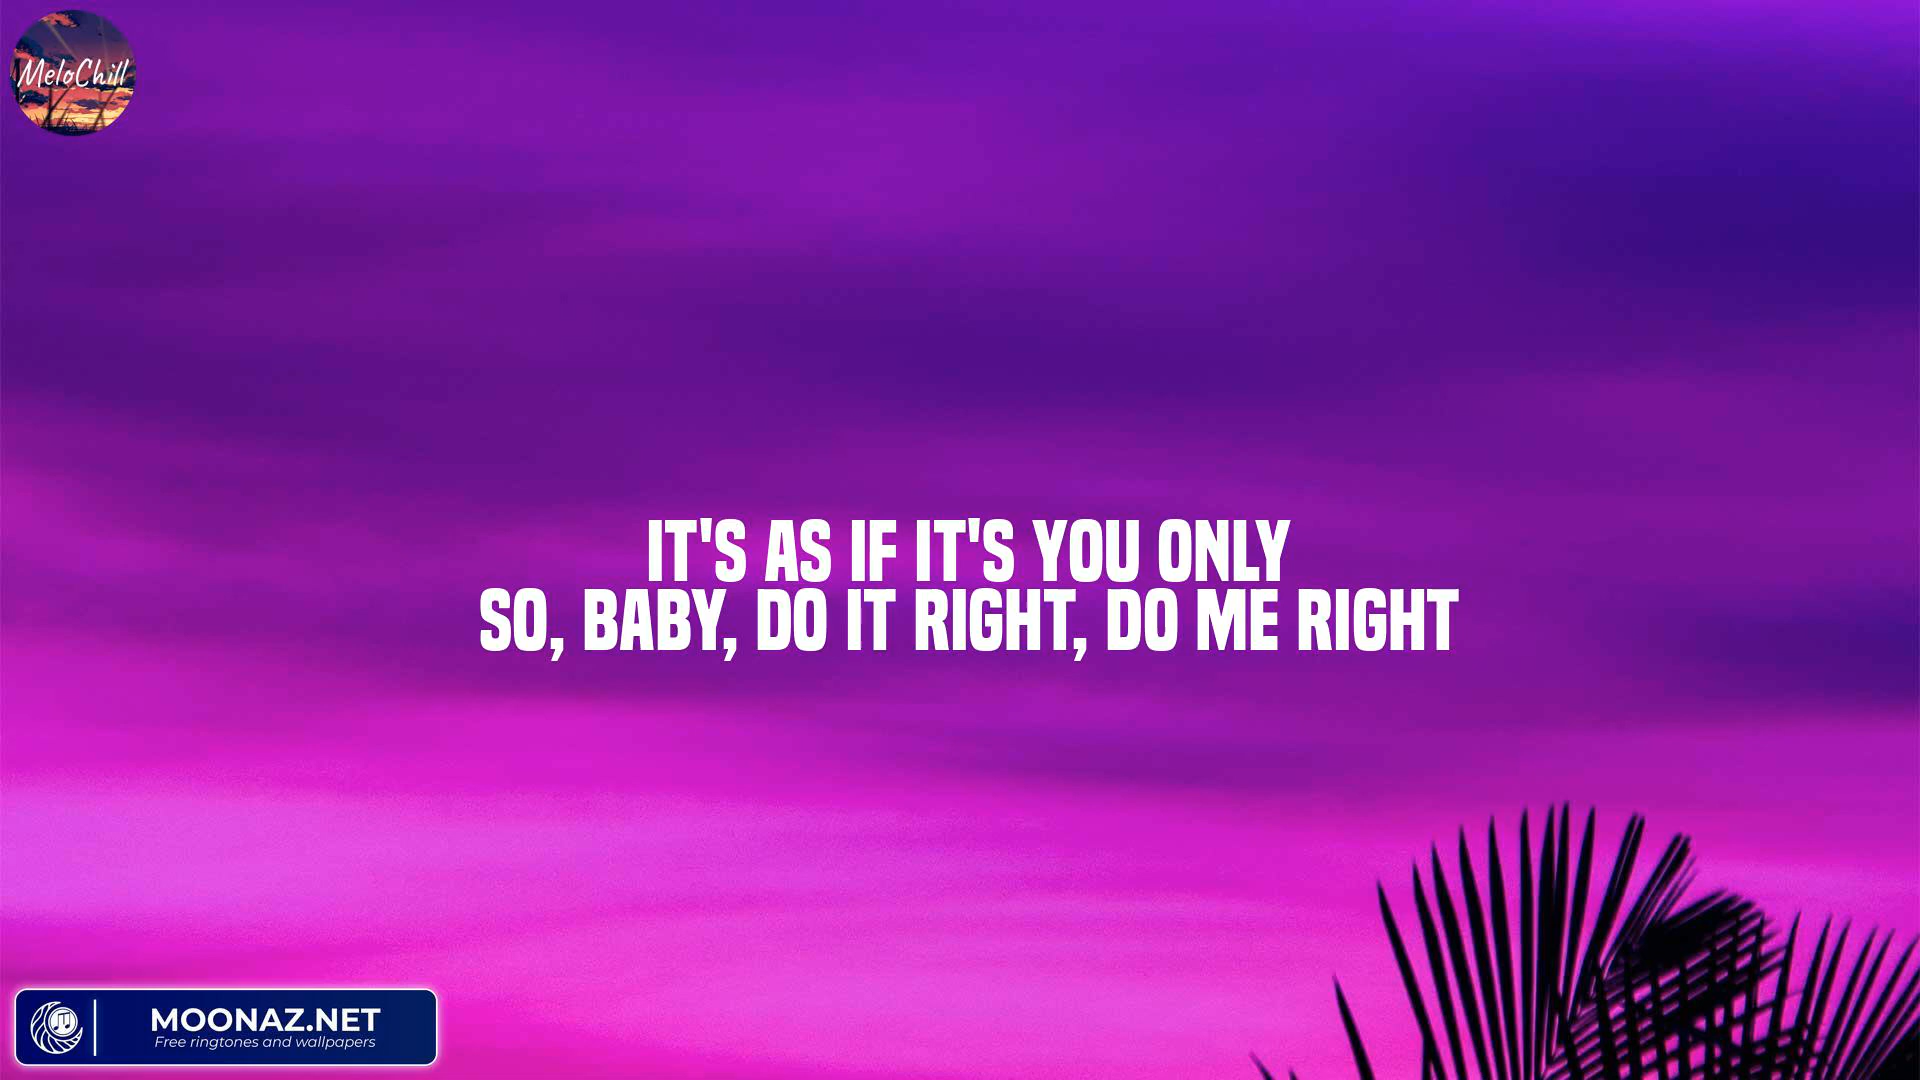 MeloChill
IT'S AS IF IT'S YOU ONLY
SO, BABY, DO IT RIGHT, DO ME RIGHT
MOONAZ.NET
Free ringtones and wallpapers